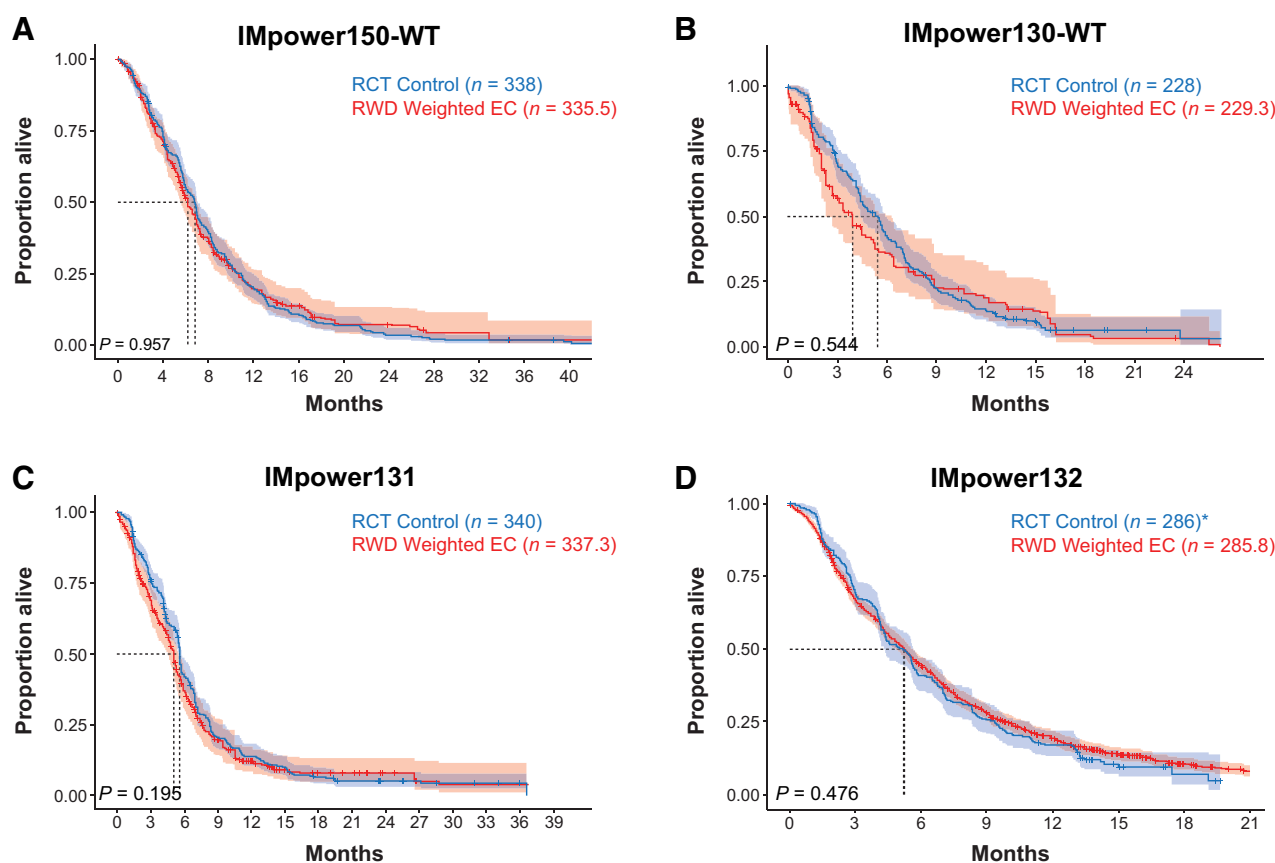 A
IMpower150-WT
RCT Control (n = 338)
RWD Weighted EC (n = 335.5)
Proportion alive
1.00
0.75
0.50
0.25
0.00
P = 0.957
0 4 8 12 16 20 24 28 32 36 40
Months
B
IMpower130-WT
RCT Control (n = 228)
RWD Weighted EC (n = 229.3)
Proportion alive
1.00
0.75
0.50
0.25
0.00
P = 0.544
0 3 6 9 12 15 18 21 24
Months
C
IMpower131
RCT Control (n = 340)
RWD Weighted EC (n = 337.3)
Proportion alive
1.00
0.75
0.50
0.25
0.00
P = 0.195
0 3 6 9 12 15 18 21 24 27 30 33 36 39
Months
D
IMpower132
RCT Control (n = 286)*
RWD Weighted EC (n = 285.8)
Proportion alive
1.00
0.75
0.50
0.25
0.00
P = 0.476
0 3 6 9 12 15 18 21
Months